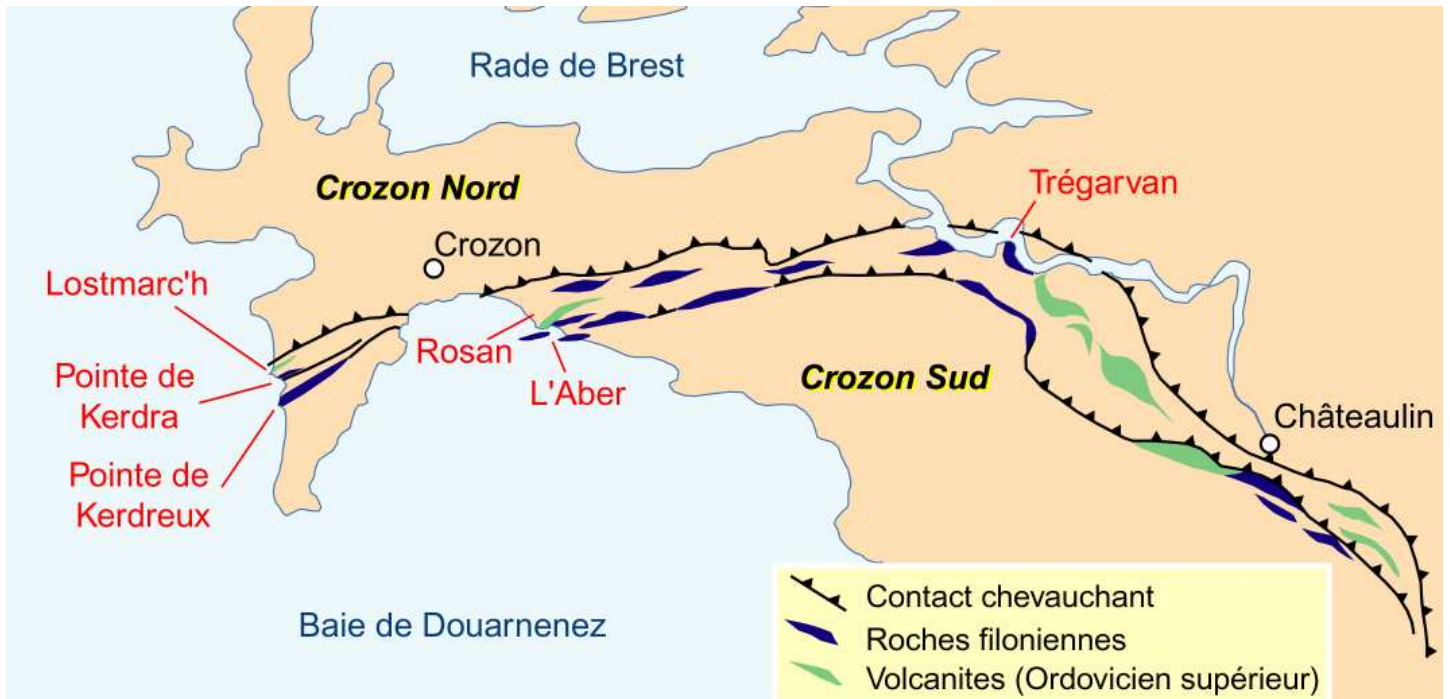 Rade de Brest
Crozon Nord
Trégarvan
Crozon
Lostmarc'h
Rosan
Pointe de
Kerdra
L'Aber
Crozon Sud
Châteaulin
Pointe de
Kerdreux
Baie de Douarnenez
Contact chevauchant
Roches filoniennes
Volcanites (Ordovicien supérieur)